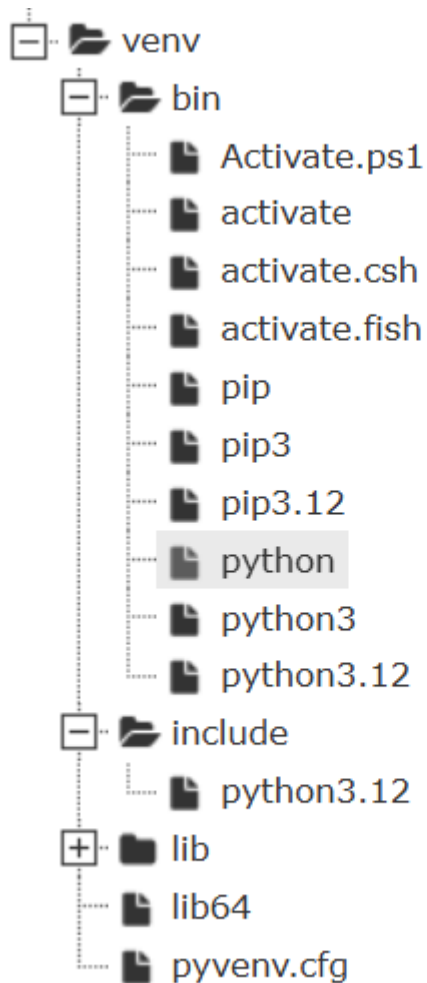 venv
bin
Activate.ps1
activate
activate.csh
activate.fish
pip
pip3
pip3.12
python
python3
python3.12
include
python3.12
lib
lib64
pyvenv.cfg